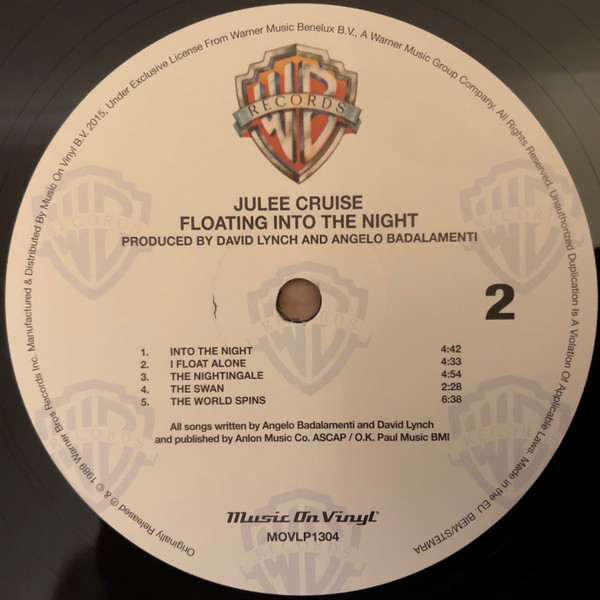 Originally Released ℗ & © 1989 Warner Bros Records Inc. Manufactured & Distributed By Music On Vinyl B.V. 2015, Under Exclusive License From Warner Music Benelux B.V., A Warner Music Group Company. All Rights Reserved. Unauthorized Duplication Is A Violation Of Applicable Laws. Made in the EU. BIEM/STEMRA
WB
RECORDS
JULEE CRUISE
FLOATING INTO THE NIGHT
PRODUCED BY DAVID LYNCH AND ANGELO BADALAMENTI
2
1. INTO THE NIGHT 4:42
2. I FLOAT ALONE 4:33
3. THE NIGHTINGALE 4:54
4. THE SWAN 2:28
5. THE WORLD SPINS 6:38
All songs written by Angelo Badalamenti and David Lynch
and published by Anlon Music Co. ASCAP / O.K. Paul Music BMI
Music On Vinyl®
MOVLP1304